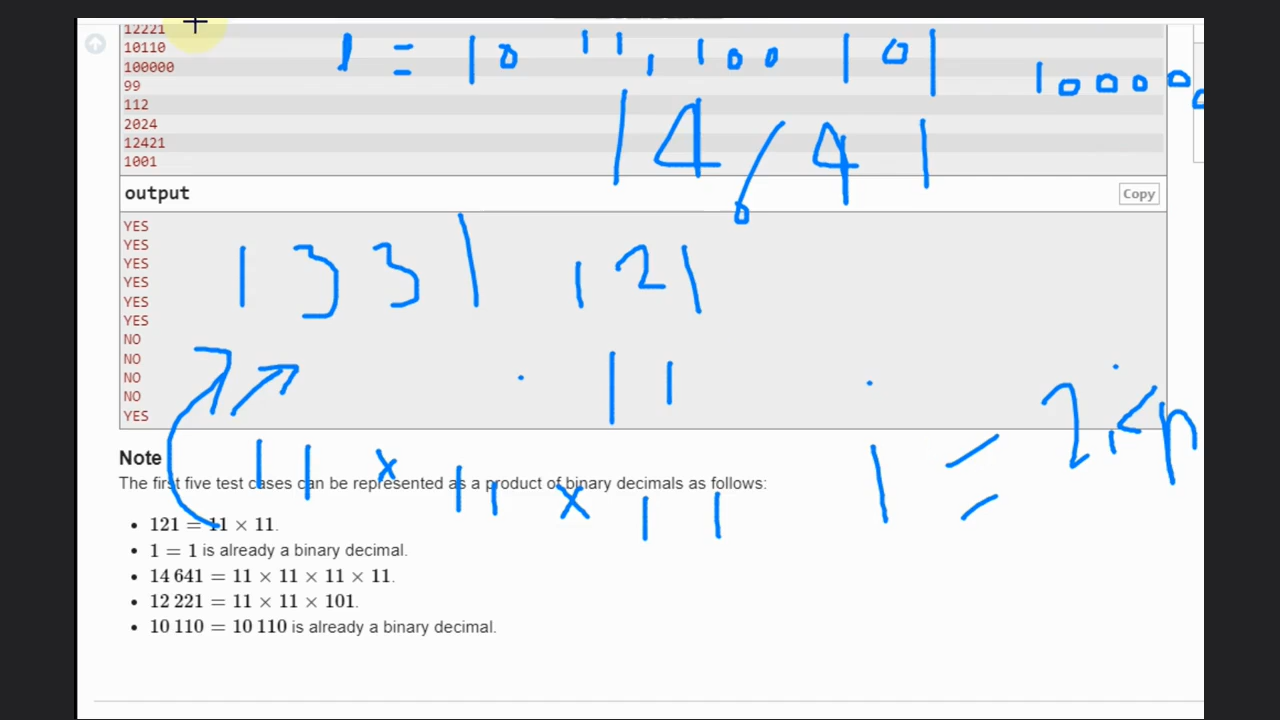 12221
10110
100000
99
112
2024
12421
1001
1 = 10 11, 100 101 10000
14641
output
Copy
YES
YES
YES
YES
YES
YES
NO
NO
NO
NO
YES
1331 121
11
11 × 11 × 11 1 =
Note
The first five test cases can be represented as a product of binary decimals as follows:
• 121 = 11 × 11.
• 1 = 1 is already a binary decimal.
• 14 641 = 11 × 11 × 11 × 11.
• 12 221 = 11 × 11 × 101.
• 10 110 = 10 110 is already a binary decimal.